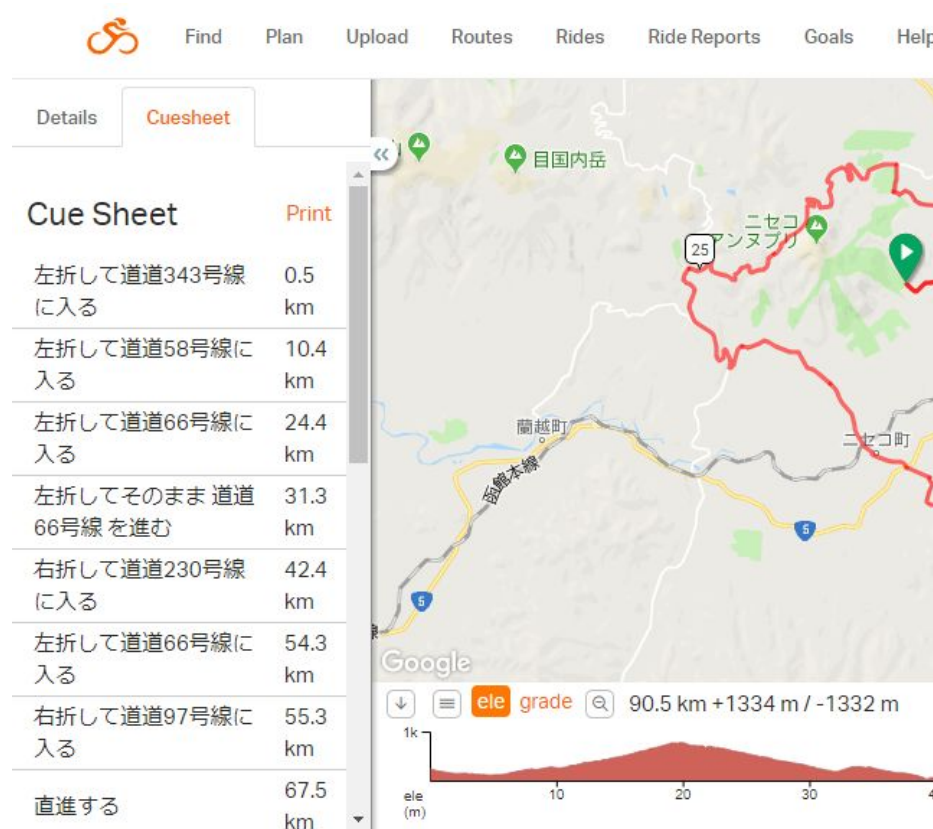 Find Plan Upload Routes Rides Ride Reports Goals Help
Details Cuesheet
Cue Sheet Print
左折して道道343号線 0.5
に入る km
左折して道道58号線に 10.4
入る km
左折して道道66号線に 24.4
入る km
左折してそのまま 道道 31.3
66号線 を進む km
右折して道道230号線 42.4
に入る km
左折して道道66号線に 54.3
入る km
右折して道道97号線に 55.3
入る km
直進する 67.5
km
目国内岳
ニセコ
アンヌプリ
25
蘭越町
ニセコ町
函館本線
5
5
Google
ele grade 90.5 km +1334 m / -1332 m
1k
ele
(m)
10 20 30